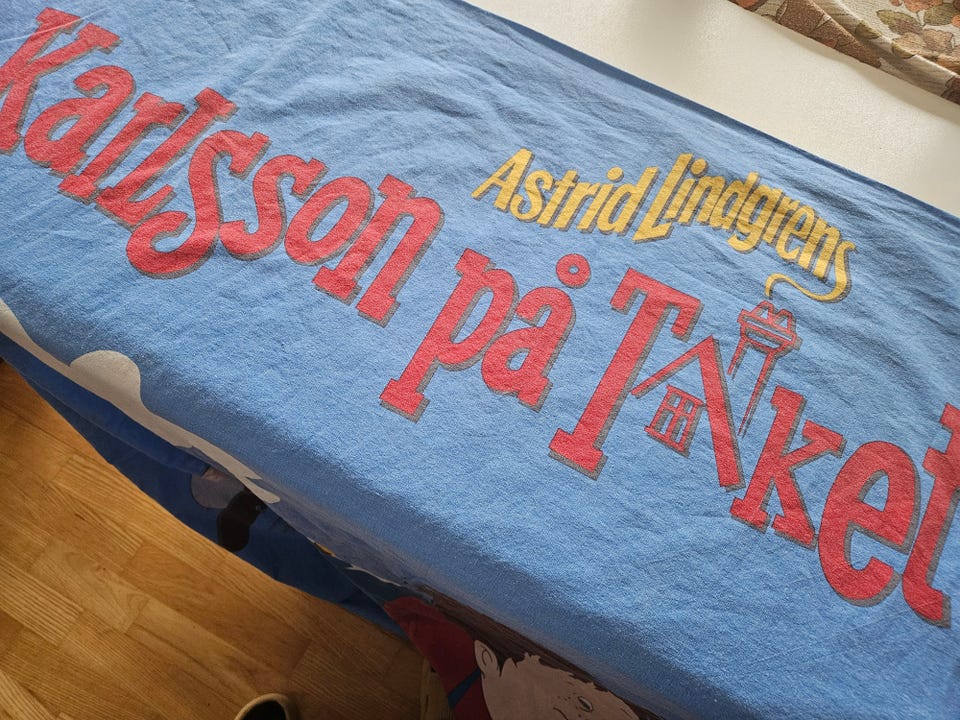 Astrid Lindgrens
Karlsson på Taket